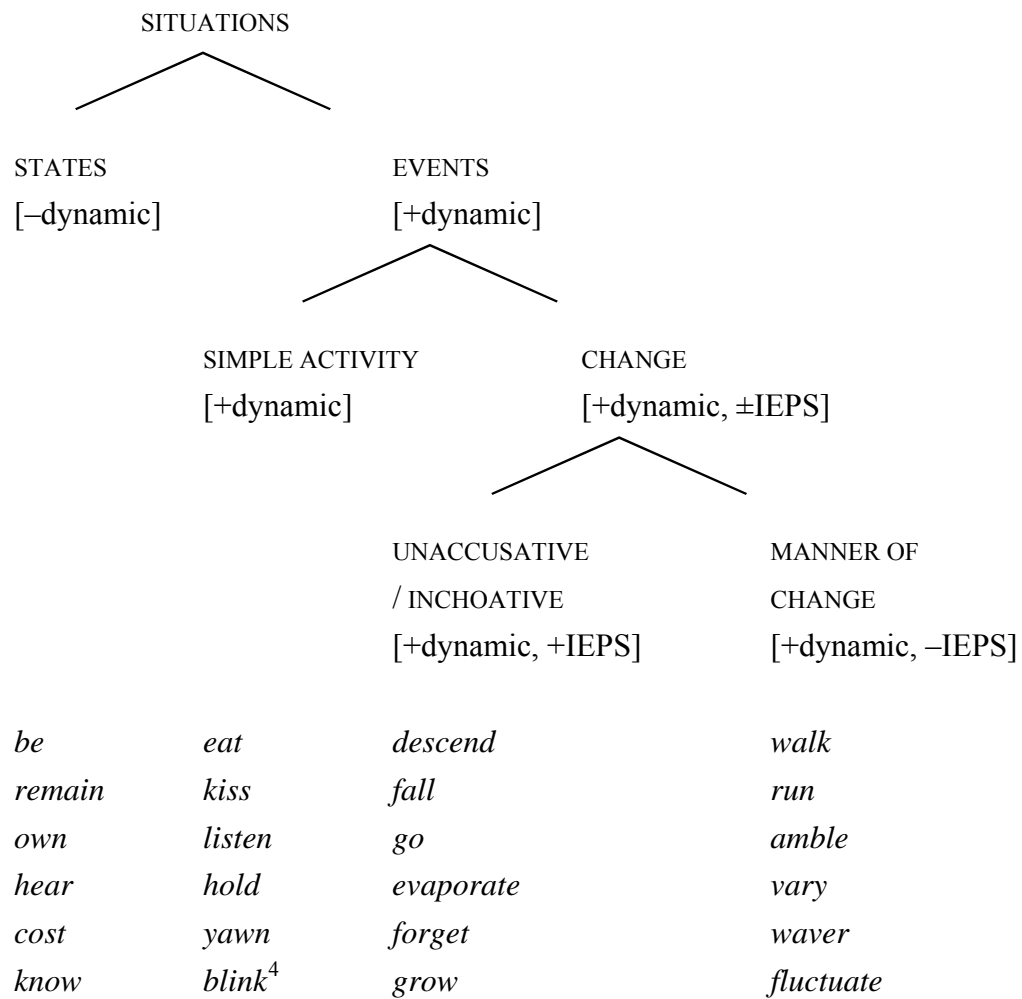 SITUATIONS
STATES EVENTS
[–dynamic] [+dynamic]
SIMPLE ACTIVITY CHANGE
[+dynamic] [+dynamic, ±IEPS]
UNACCUSATIVE MANNER OF
/ INCHOATIVE CHANGE
[+dynamic, +IEPS] [+dynamic, –IEPS]
be eat descend walk
remain kiss fall run
own listen go amble
hear hold evaporate vary
cost yawn forget waver
know blink⁴ grow fluctuate